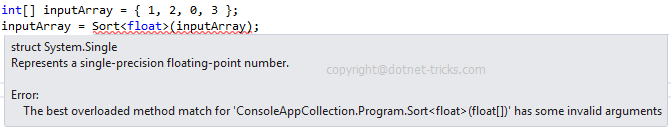 int[] inputArray = { 1, 2, 0, 3 };
inputArray = Sort<float>(inputArray);
struct System.Single
Represents a single-precision floating-point number.
copyright@dotnet-tricks.com
Error:
The best overloaded method match for 'ConsoleAppCollection.Program.Sort<float>(float[])' has some invalid arguments